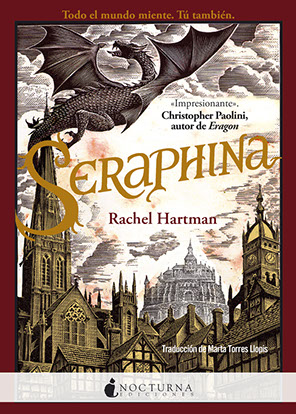 Todo el mundo miente. Tú también.
«Impresionante».
Christopher Paolini,
autor de Eragon
SERAPHINA
Rachel Hartman
Traducción de Marta Torres Llopis
NOCTURNA
EDICIONES